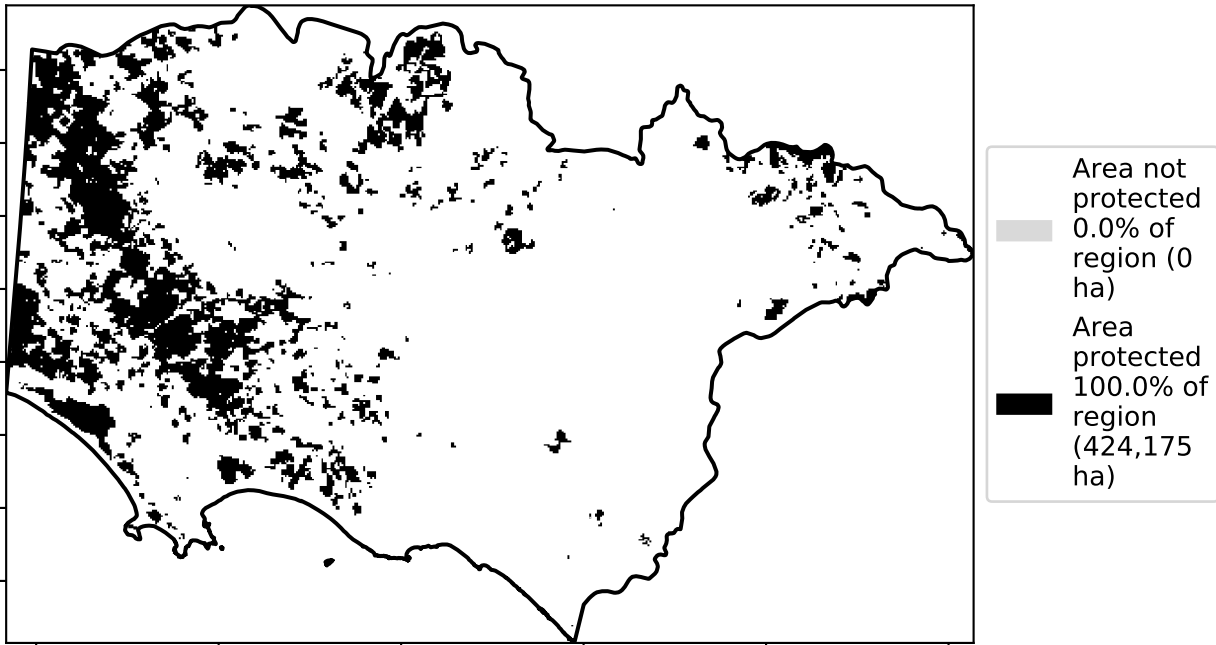 Area not
protected
0.0% of
region (0
ha)
Area
protected
100.0% of
region
(424,175
ha)